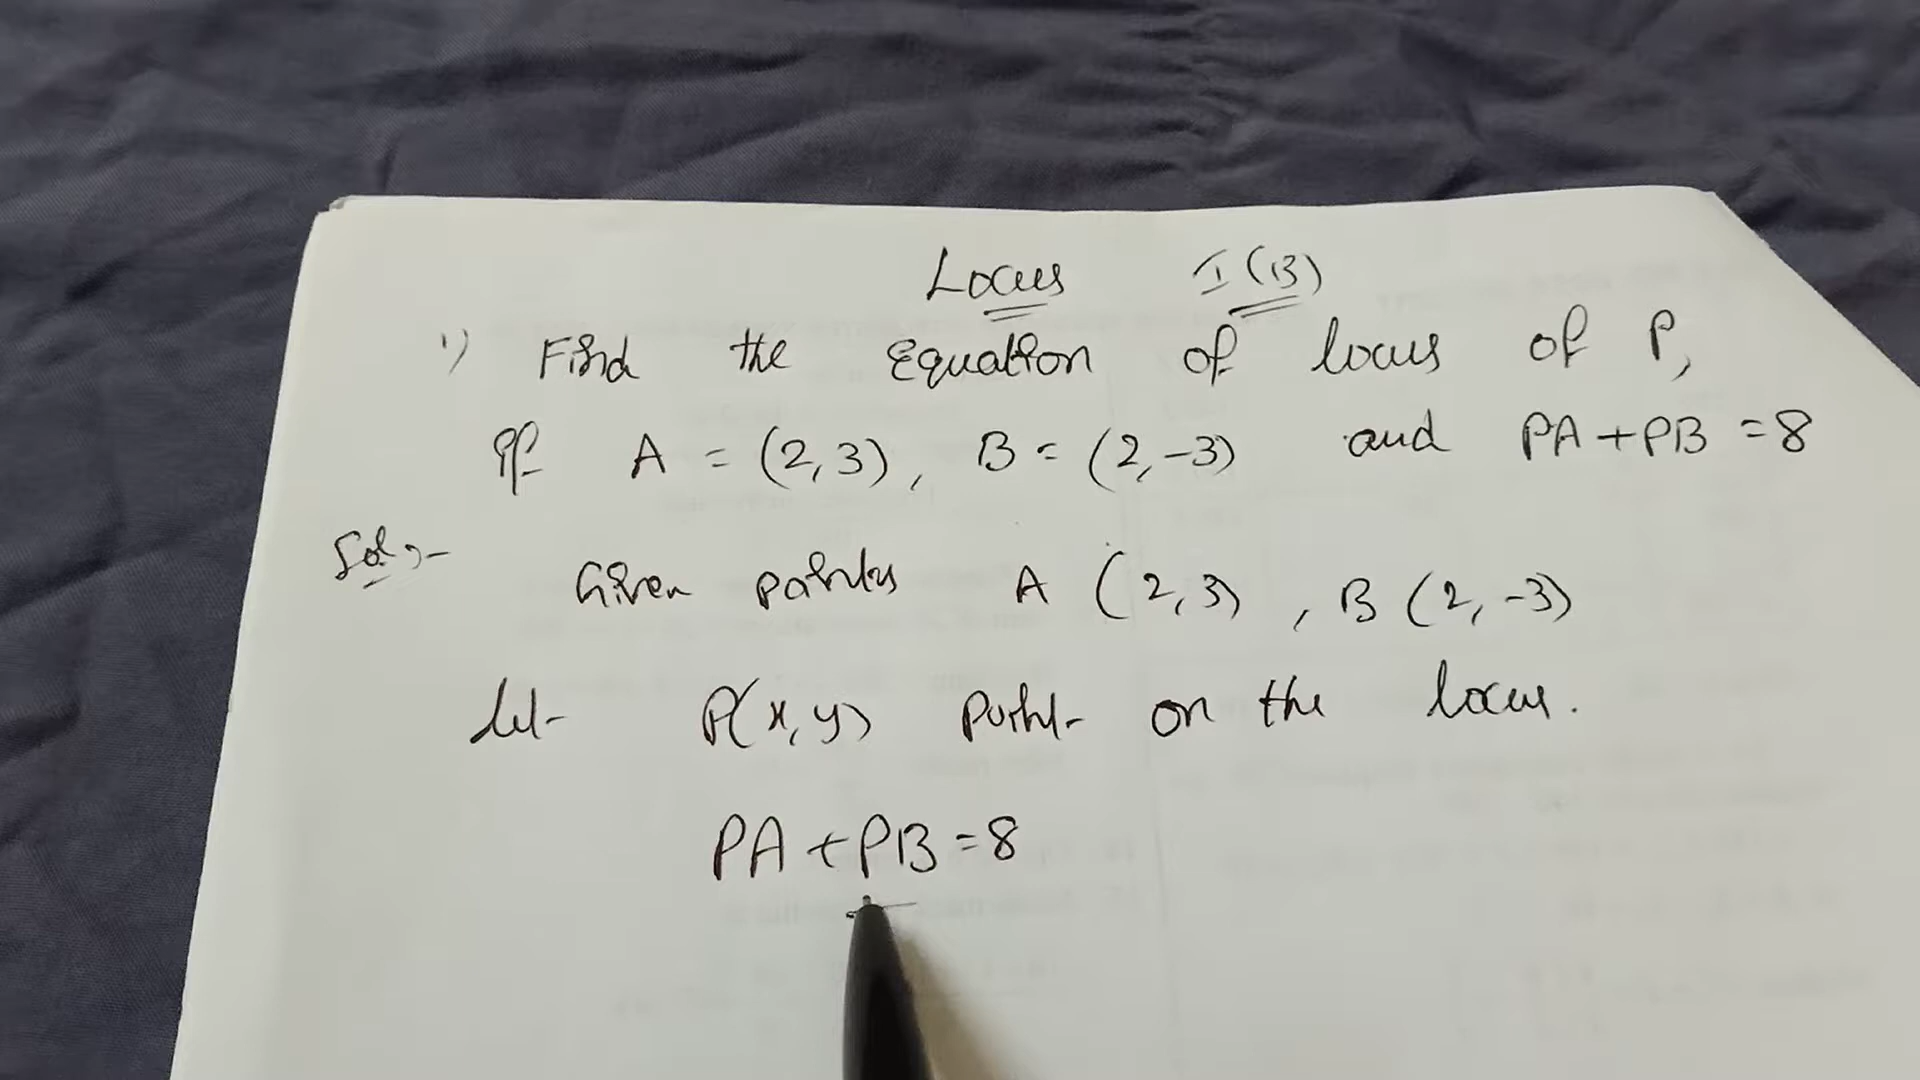 Locus I(B)
1) Find the Equation of locus of P,
if A = (2,3), B = (2,-3) and PA+PB = 8
Sol:-
Given points A (2,3), B (2,-3)
Let P(x,y) point on the locus.
PA+PB=8